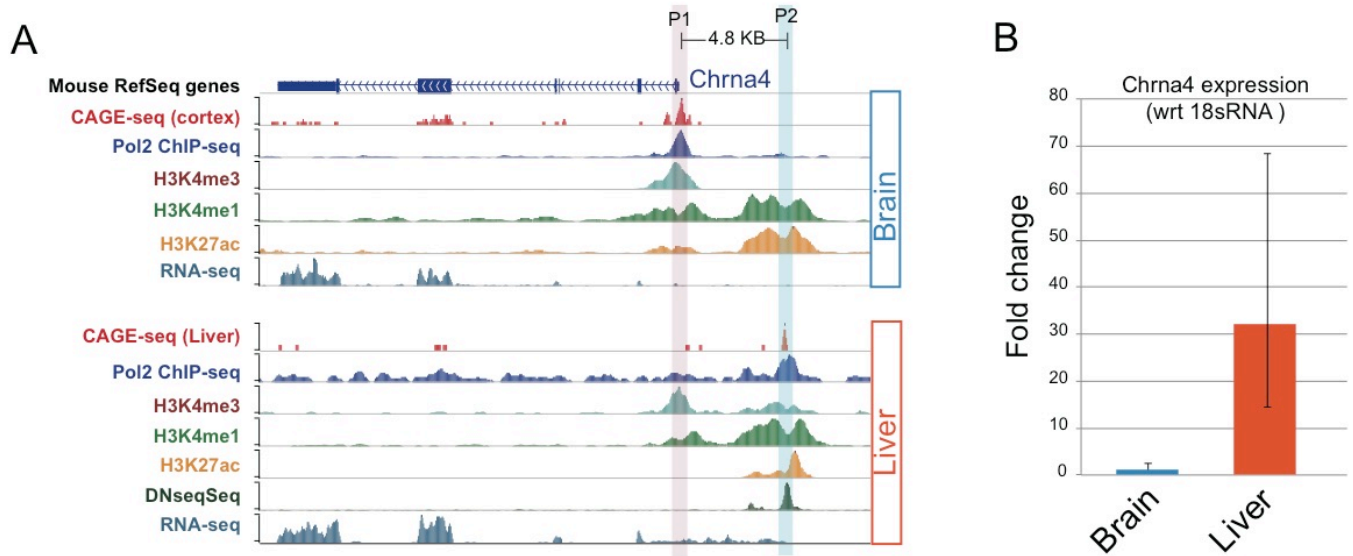 A
P1
P2
4.8 KB
Mouse RefSeq genes
Chrna4
CAGE-seq (cortex)
Pol2 ChIP-seq
H3K4me3
H3K4me1
H3K27ac
RNA-seq
Brain
CAGE-seq (Liver)
Pol2 ChIP-seq
H3K4me3
H3K4me1
H3K27ac
DNseqSeq
RNA-seq
Liver
B
Chrna4 expression
(wrt 18sRNA )
Fold change
80
70
60
50
40
30
20
10
0
Brain
Liver